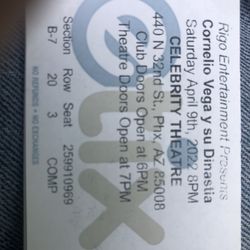 Rigo Entertainment Presents
Cornelio Vega y su Dinastia
Saturday April 9th, 2022 8PM
CELEBRITY THEATRE
440 N 32nd St., Phx, AZ 85008
Club Doors Open at 6PM
Theatre Doors Open at 7PM
Section Row Seat 259910969
B-7 20 3 COMP
NO REFUNDS • NO EXCHANGES